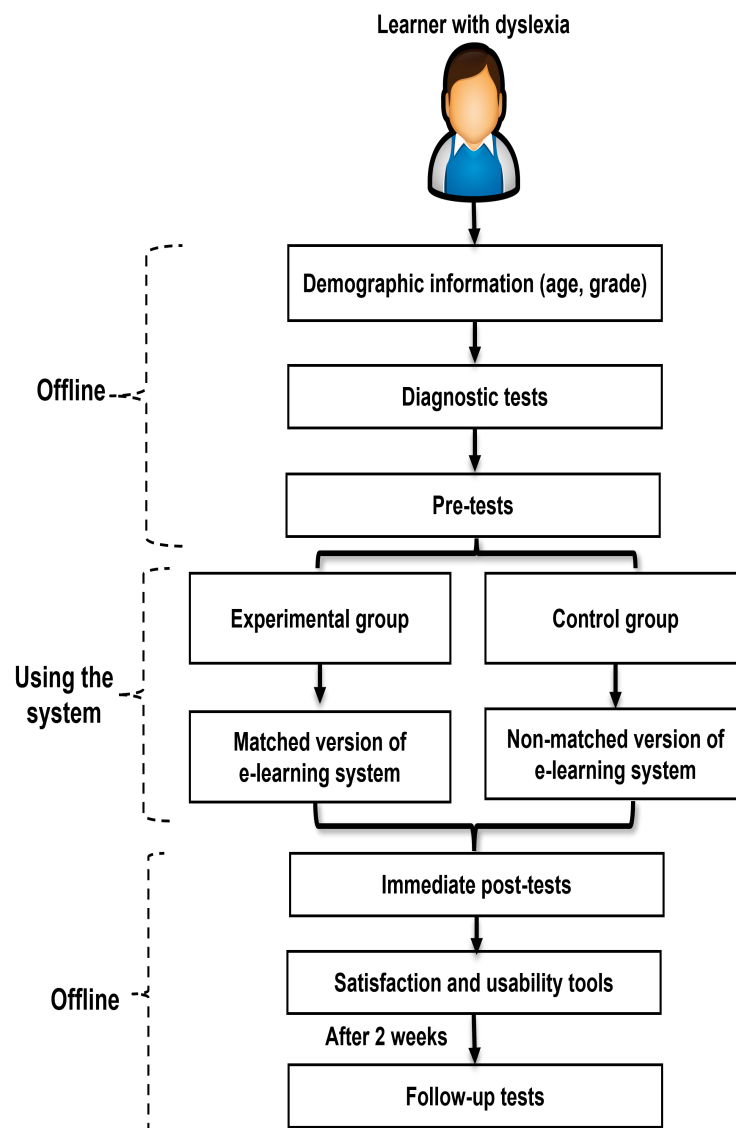 Learner with dyslexia
Demographic information (age, grade)
Offline
Diagnostic tests
Pre-tests
Experimental group
Control group
Using the
system
Matched version of
e-learning system
Non-matched version of
e-learning system
Immediate post-tests
Offline
Satisfaction and usability tools
After 2 weeks
Follow-up tests